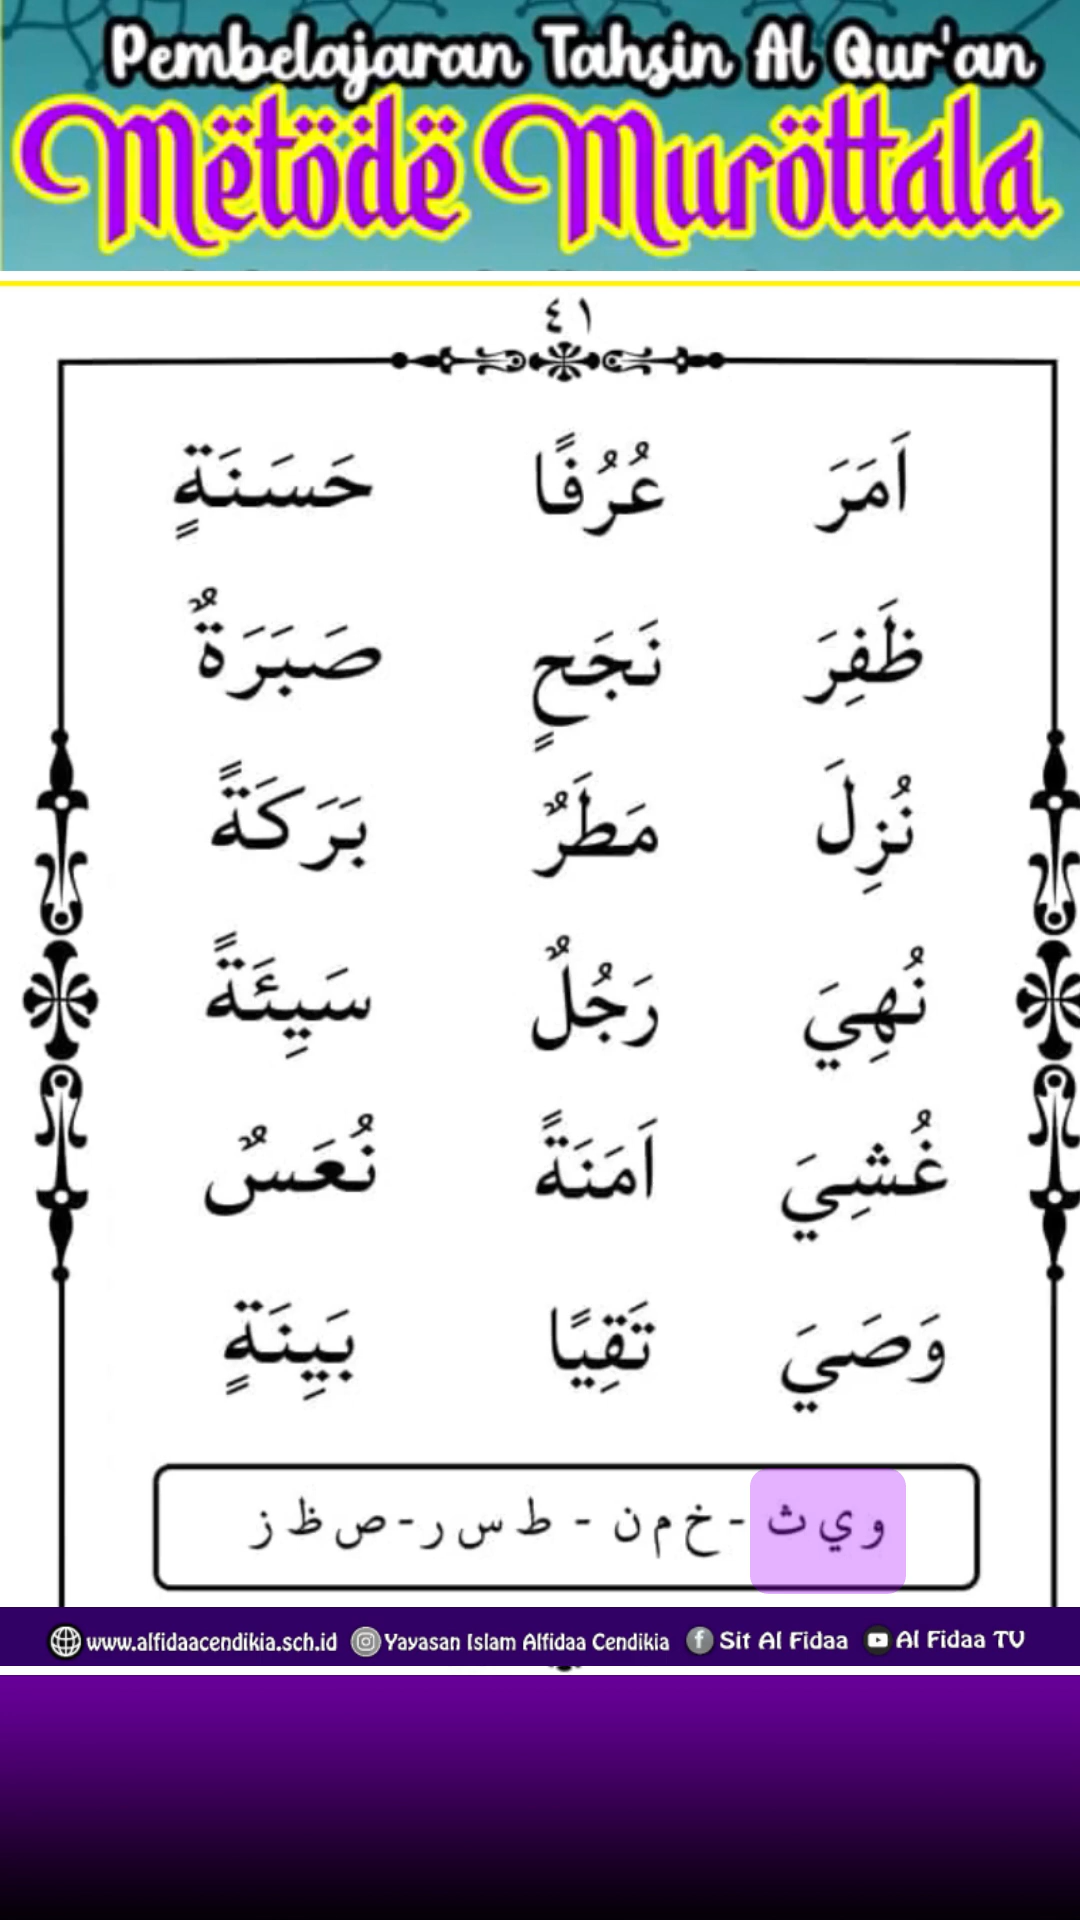 Pembelajaran Tahsin Al Qur'an
Mëtödë Muröttala
٤١
اَمَرَ عُرُفًا حَسَنَةٍ
ظَفِرَ نَجَحٍ صَبَرَةٌ
نُزِلَ مَطَرٌ بَرَكَةً
نُهِيَ رَجُلٌ سَيِئَةً
غُشِيَ اَمَنَةً نُعَسٌ
وَصَيَ تَقِيًا بَيِنَةٍ
و ي ث - خ م ن - ط س ر - ص ظ ز
www.alfidaacendikia.sch.id Yayasan Islam Alfidaa Cendikia Sit Al Fidaa Al Fidaa TV